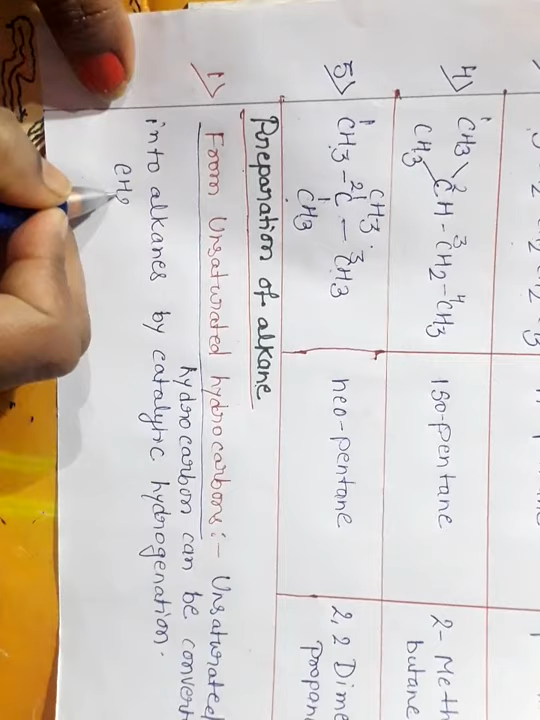 4> CH3 1
CH3 2CH-3CH2-4CH3
iso-pentane
2-Meth
butane
5> 1CH3-2C-3CH3
CH3
CH3
neo-pentane
2,2 Dime
propan
Preparation of alkane
1> From Unsaturated hydrocarbons:- Unsaturated
hydrocarbon can be convert
into alkanes by catalytic hydrogenation.
CH2